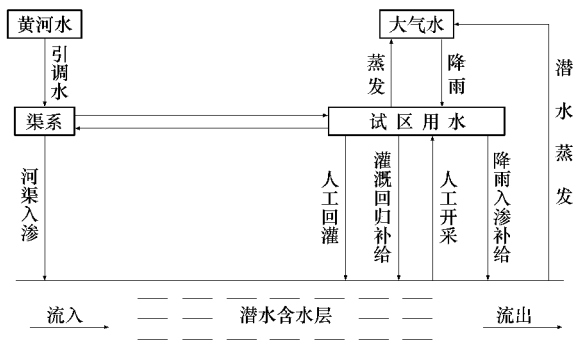 黄河水
大气水
引调水
蒸发
降雨
潜水蒸发
渠系
试区用水
河渠入渗
人工回灌
灌溉回归补给
人工开采
降雨入渗补给
流入
潜水含水层
流出